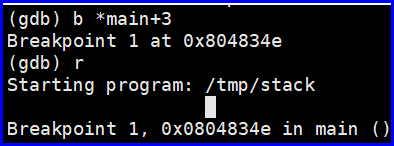 (gdb) b *main+3
Breakpoint 1 at 0x804834e
(gdb) r
Starting program: /tmp/stack
Breakpoint 1, 0x0804834e in main ()